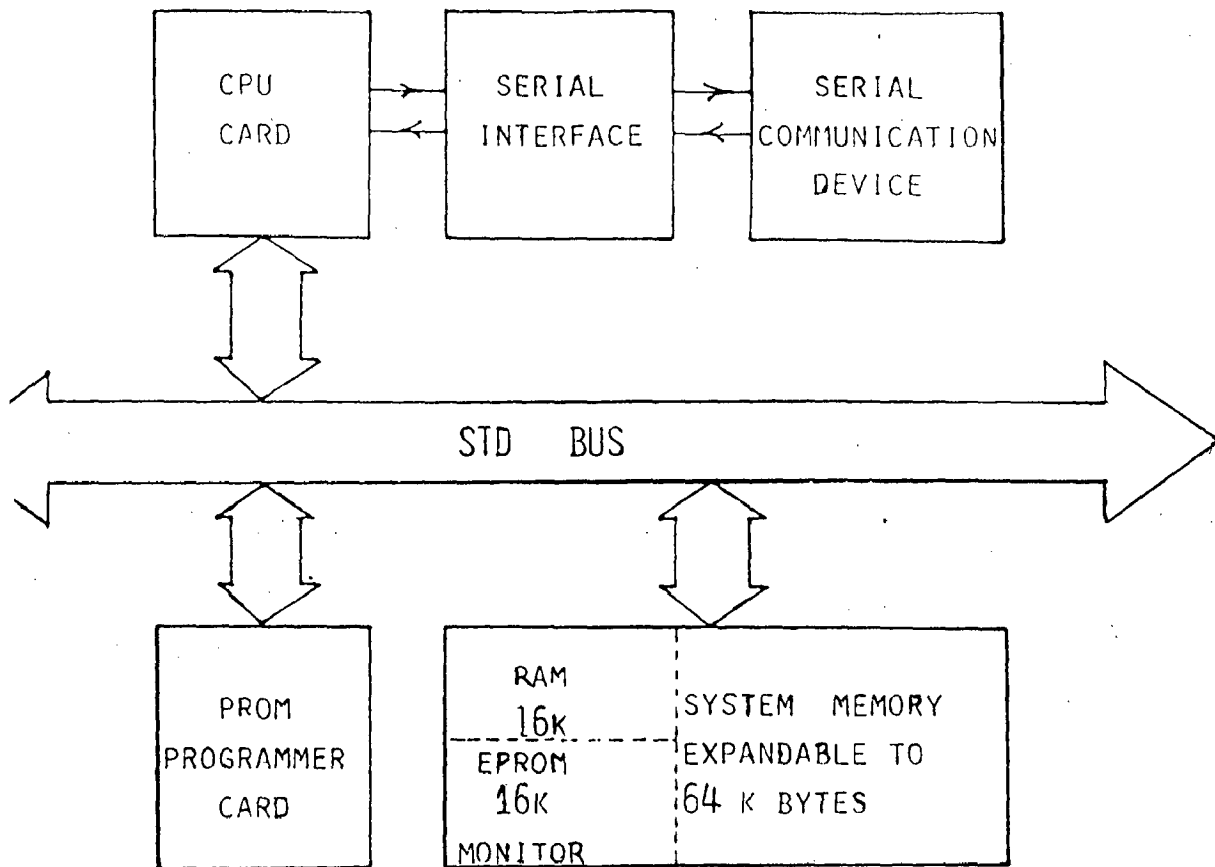 CPU
CARD
SERIAL
INTERFACE
SERIAL
COMMUNICATION
DEVICE
STD BUS
PROM
PROGRAMMER
CARD
RAM
16K
EPROM
16K
MONITOR
SYSTEM MEMORY
EXPANDABLE TO
64 K BYTES